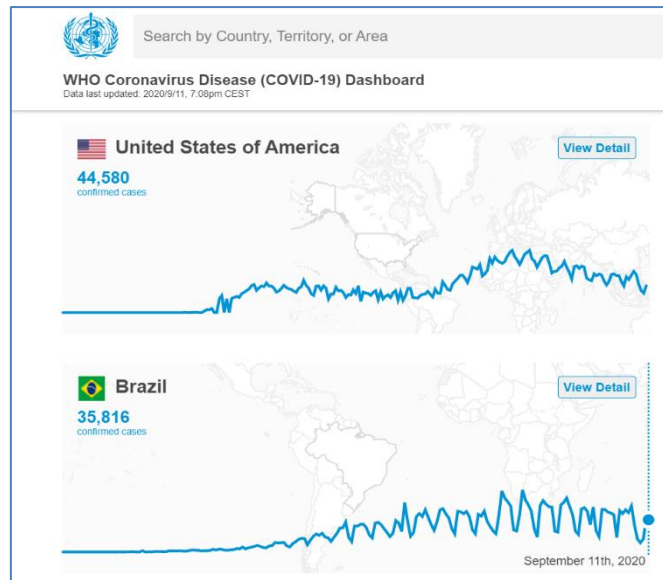 Search by Country, Territory, or Area
WHO Coronavirus Disease (COVID-19) Dashboard
Data last updated: 2020/9/11, 7:08pm CEST
United States of America
View Detail
44,580
confirmed cases
Brazil
View Detail
35,816
confirmed cases
September 11th, 2020